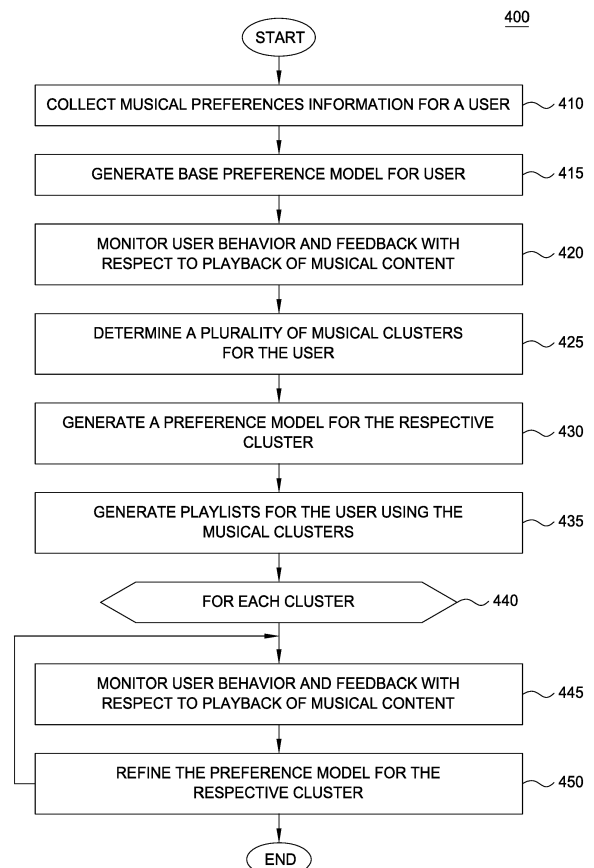 400
START
COLLECT MUSICAL PREFERENCES INFORMATION FOR A USER
410
GENERATE BASE PREFERENCE MODEL FOR USER
415
MONITOR USER BEHAVIOR AND FEEDBACK WITH
RESPECT TO PLAYBACK OF MUSICAL CONTENT
420
DETERMINE A PLURALITY OF MUSICAL CLUSTERS
FOR THE USER
425
GENERATE A PREFERENCE MODEL FOR THE RESPECTIVE
CLUSTER
430
GENERATE PLAYLISTS FOR THE USER USING THE
MUSICAL CLUSTERS
435
FOR EACH CLUSTER
440
MONITOR USER BEHAVIOR AND FEEDBACK WITH
RESPECT TO PLAYBACK OF MUSICAL CONTENT
445
REFINE THE PREFERENCE MODEL FOR THE
RESPECTIVE CLUSTER
450
END